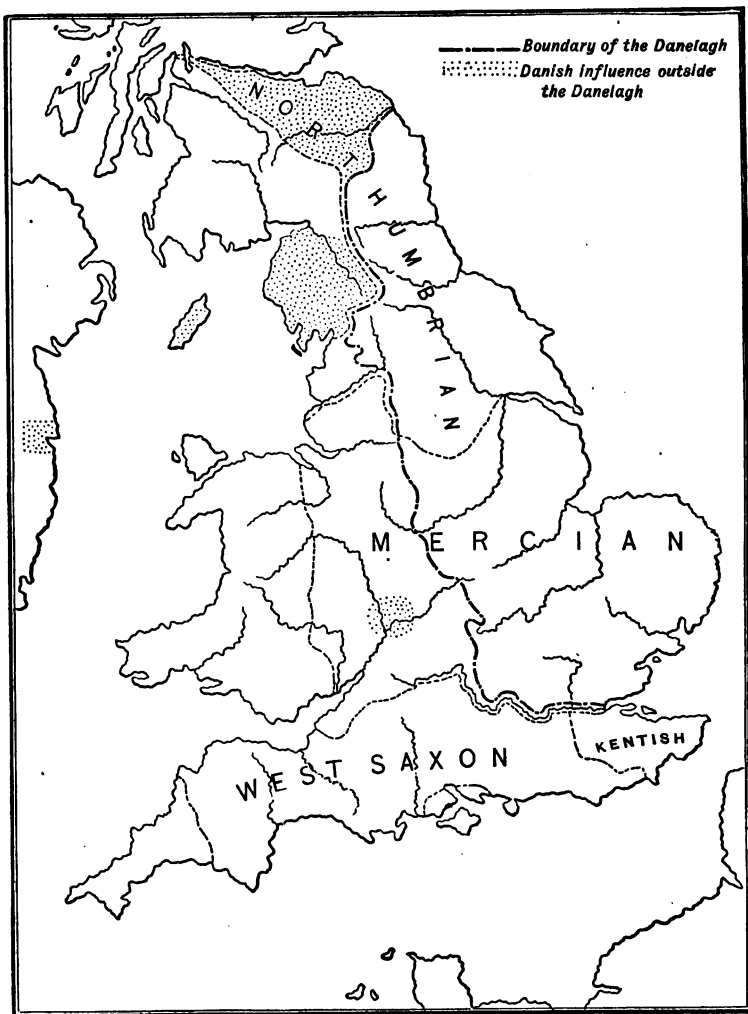 Boundary of the Danelagh
Danish influence outside
the Danelagh
NORTHUMBRIAN
MERCIAN
WEST SAXON
KENTISH